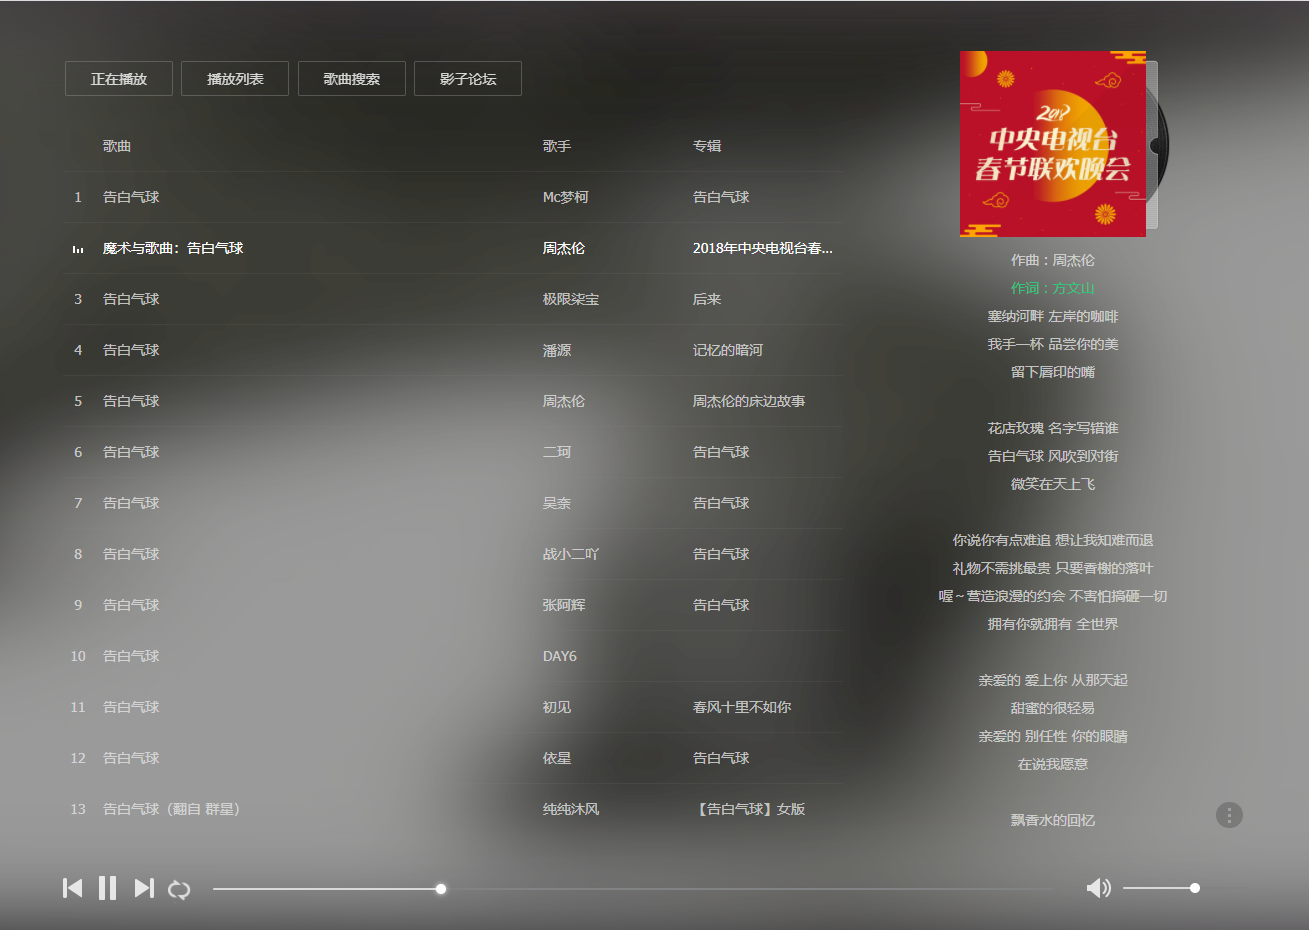 正在播放 播放列表 歌曲搜索 影子论坛
歌曲 歌手 专辑
1 告白气球 Mc梦柯 告白气球
魔术与歌曲：告白气球 周杰伦 2018年中央电视台春...
3 告白气球 极限柒宝 后来
4 告白气球 潘源 记忆的暗河
5 告白气球 周杰伦 周杰伦的床边故事
6 告白气球 二珂 告白气球
7 告白气球 吴奈 告白气球
8 告白气球 战小二吖 告白气球
9 告白气球 张阿辉 告白气球
10 告白气球 DAY6
11 告白气球 初见 春风十里不如你
12 告白气球 依星 告白气球
13 告白气球（翻自 群星） 纯纯沐风 【告白气球】女版
2018
中央电视台
春节联欢晚会
作曲：周杰伦
作词：方文山
塞纳河畔 左岸的咖啡
我手一杯 品尝你的美
留下唇印的嘴
花店玫瑰 名字写错谁
告白气球 风吹到对街
微笑在天上飞
你说你有点难追 想让我知难而退
礼物不需挑最贵 只要香榭的落叶
喔～营造浪漫的约会 不害怕搞砸一切
拥有你就拥有 全世界
亲爱的 爱上你 从那天起
甜蜜的很轻易
亲爱的 别任性 你的眼睛
在说我愿意
飘香水的回忆